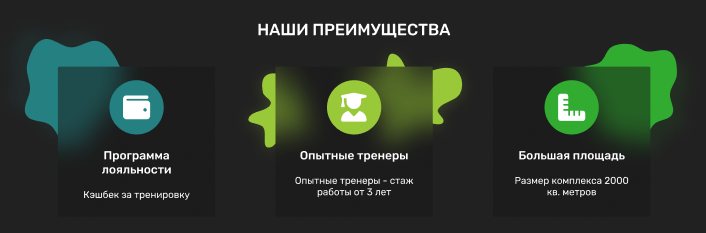 НАШИ ПРЕИМУЩЕСТВА
Программа
лояльности
Кэшбек за тренировку
Опытные тренеры
Опытные тренеры - стаж
работы от 3 лет
Большая площадь
Размер комплекса 2000
кв. метров